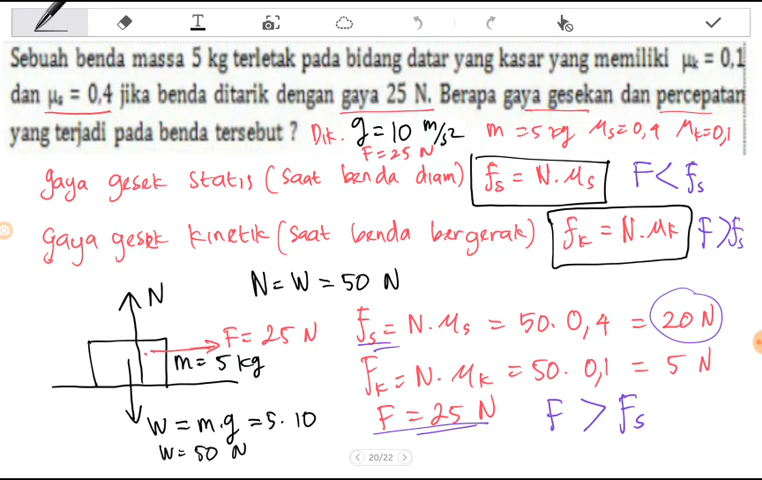 Sebuah benda massa 5 kg terletak pada bidang datar yang kasar yang memiliki μk = 0,1
dan μs = 0,4 jika benda ditarik dengan gaya 25 N. Berapa gaya gesekan dan percepatan
yang terjadi pada benda tersebut ? Dik. g = 10 m/s2 m = 5 kg μs = 0,4 μk = 0,1
F = 25 N
gaya gesek statis (saat benda diam) fs = N. μs F < fs
gaya gesek kinetik (saat benda bergerak) fk = N. μk F > fs
N = W = 50 N
N
F = 25 N
m = 5 kg
W = m.g = 5. 10
W = 50 N
fs = N. μs = 50. 0,4 = 20 N
fk = N. μk = 50. 0,1 = 5 N
F = 25 N F > fs
20/22